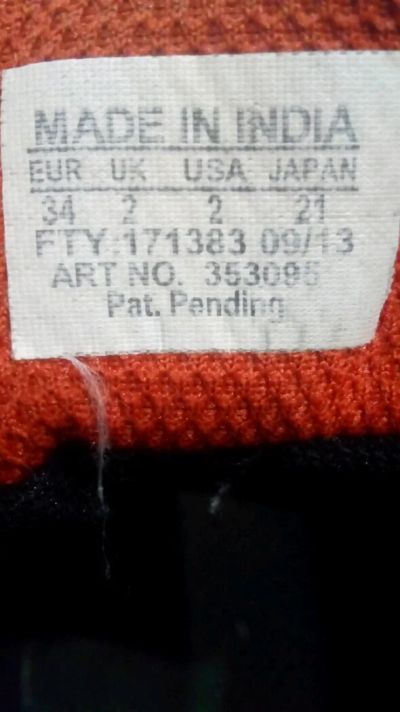 MADE IN INDIA
EUR UK USA JAPAN
34 2 2 21
FTY:171383 09/13
ART NO. 353095
Pat. Pending